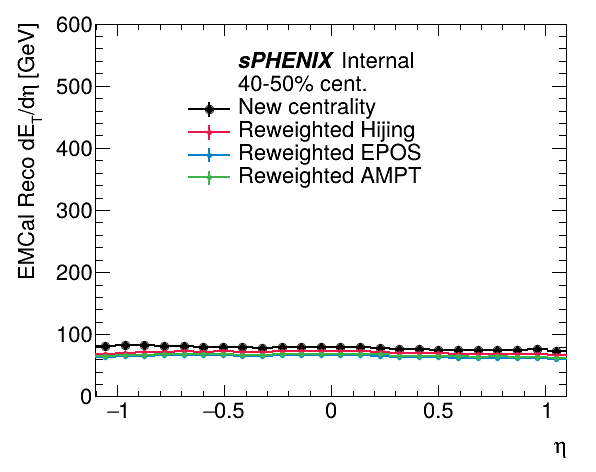 EMCal Reco dE_T/dη [GeV]
600
500
400
300
200
100
0
sPHENIX Internal
40-50% cent.
New centrality
Reweighted Hijing
Reweighted EPOS
Reweighted AMPT
−1 −0.5 0 0.5 1
η